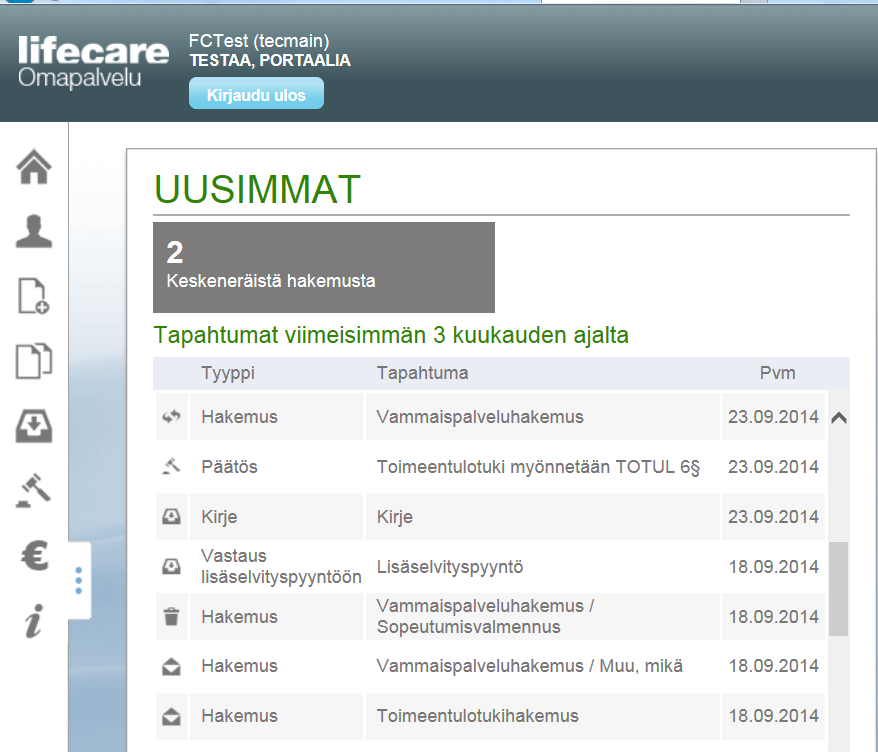 lifecare
Omapalvelu
FCTest (tecmain)
TESTAA, PORTAALIA
Kirjaudu ulos
UUSIMMAT
2
Keskeneräistä hakemusta
Tapahtumat viimeisimmän 3 kuukauden ajalta
Tyyppi Tapahtuma Pvm
Hakemus Vammaispalveluhakemus 23.09.2014
Päätös Toimeentulotuki myönnetään TOTUL 6§ 23.09.2014
Kirje Kirje 23.09.2014
Vastaus
lisäselvityspyyntöön Lisäselvityspyyntö 18.09.2014
Hakemus Vammaispalveluhakemus /
Sopeutumisvalmennus 18.09.2014
Hakemus Vammaispalveluhakemus / Muu, mikä 18.09.2014
Hakemus Toimeentulotukihakemus 18.09.2014